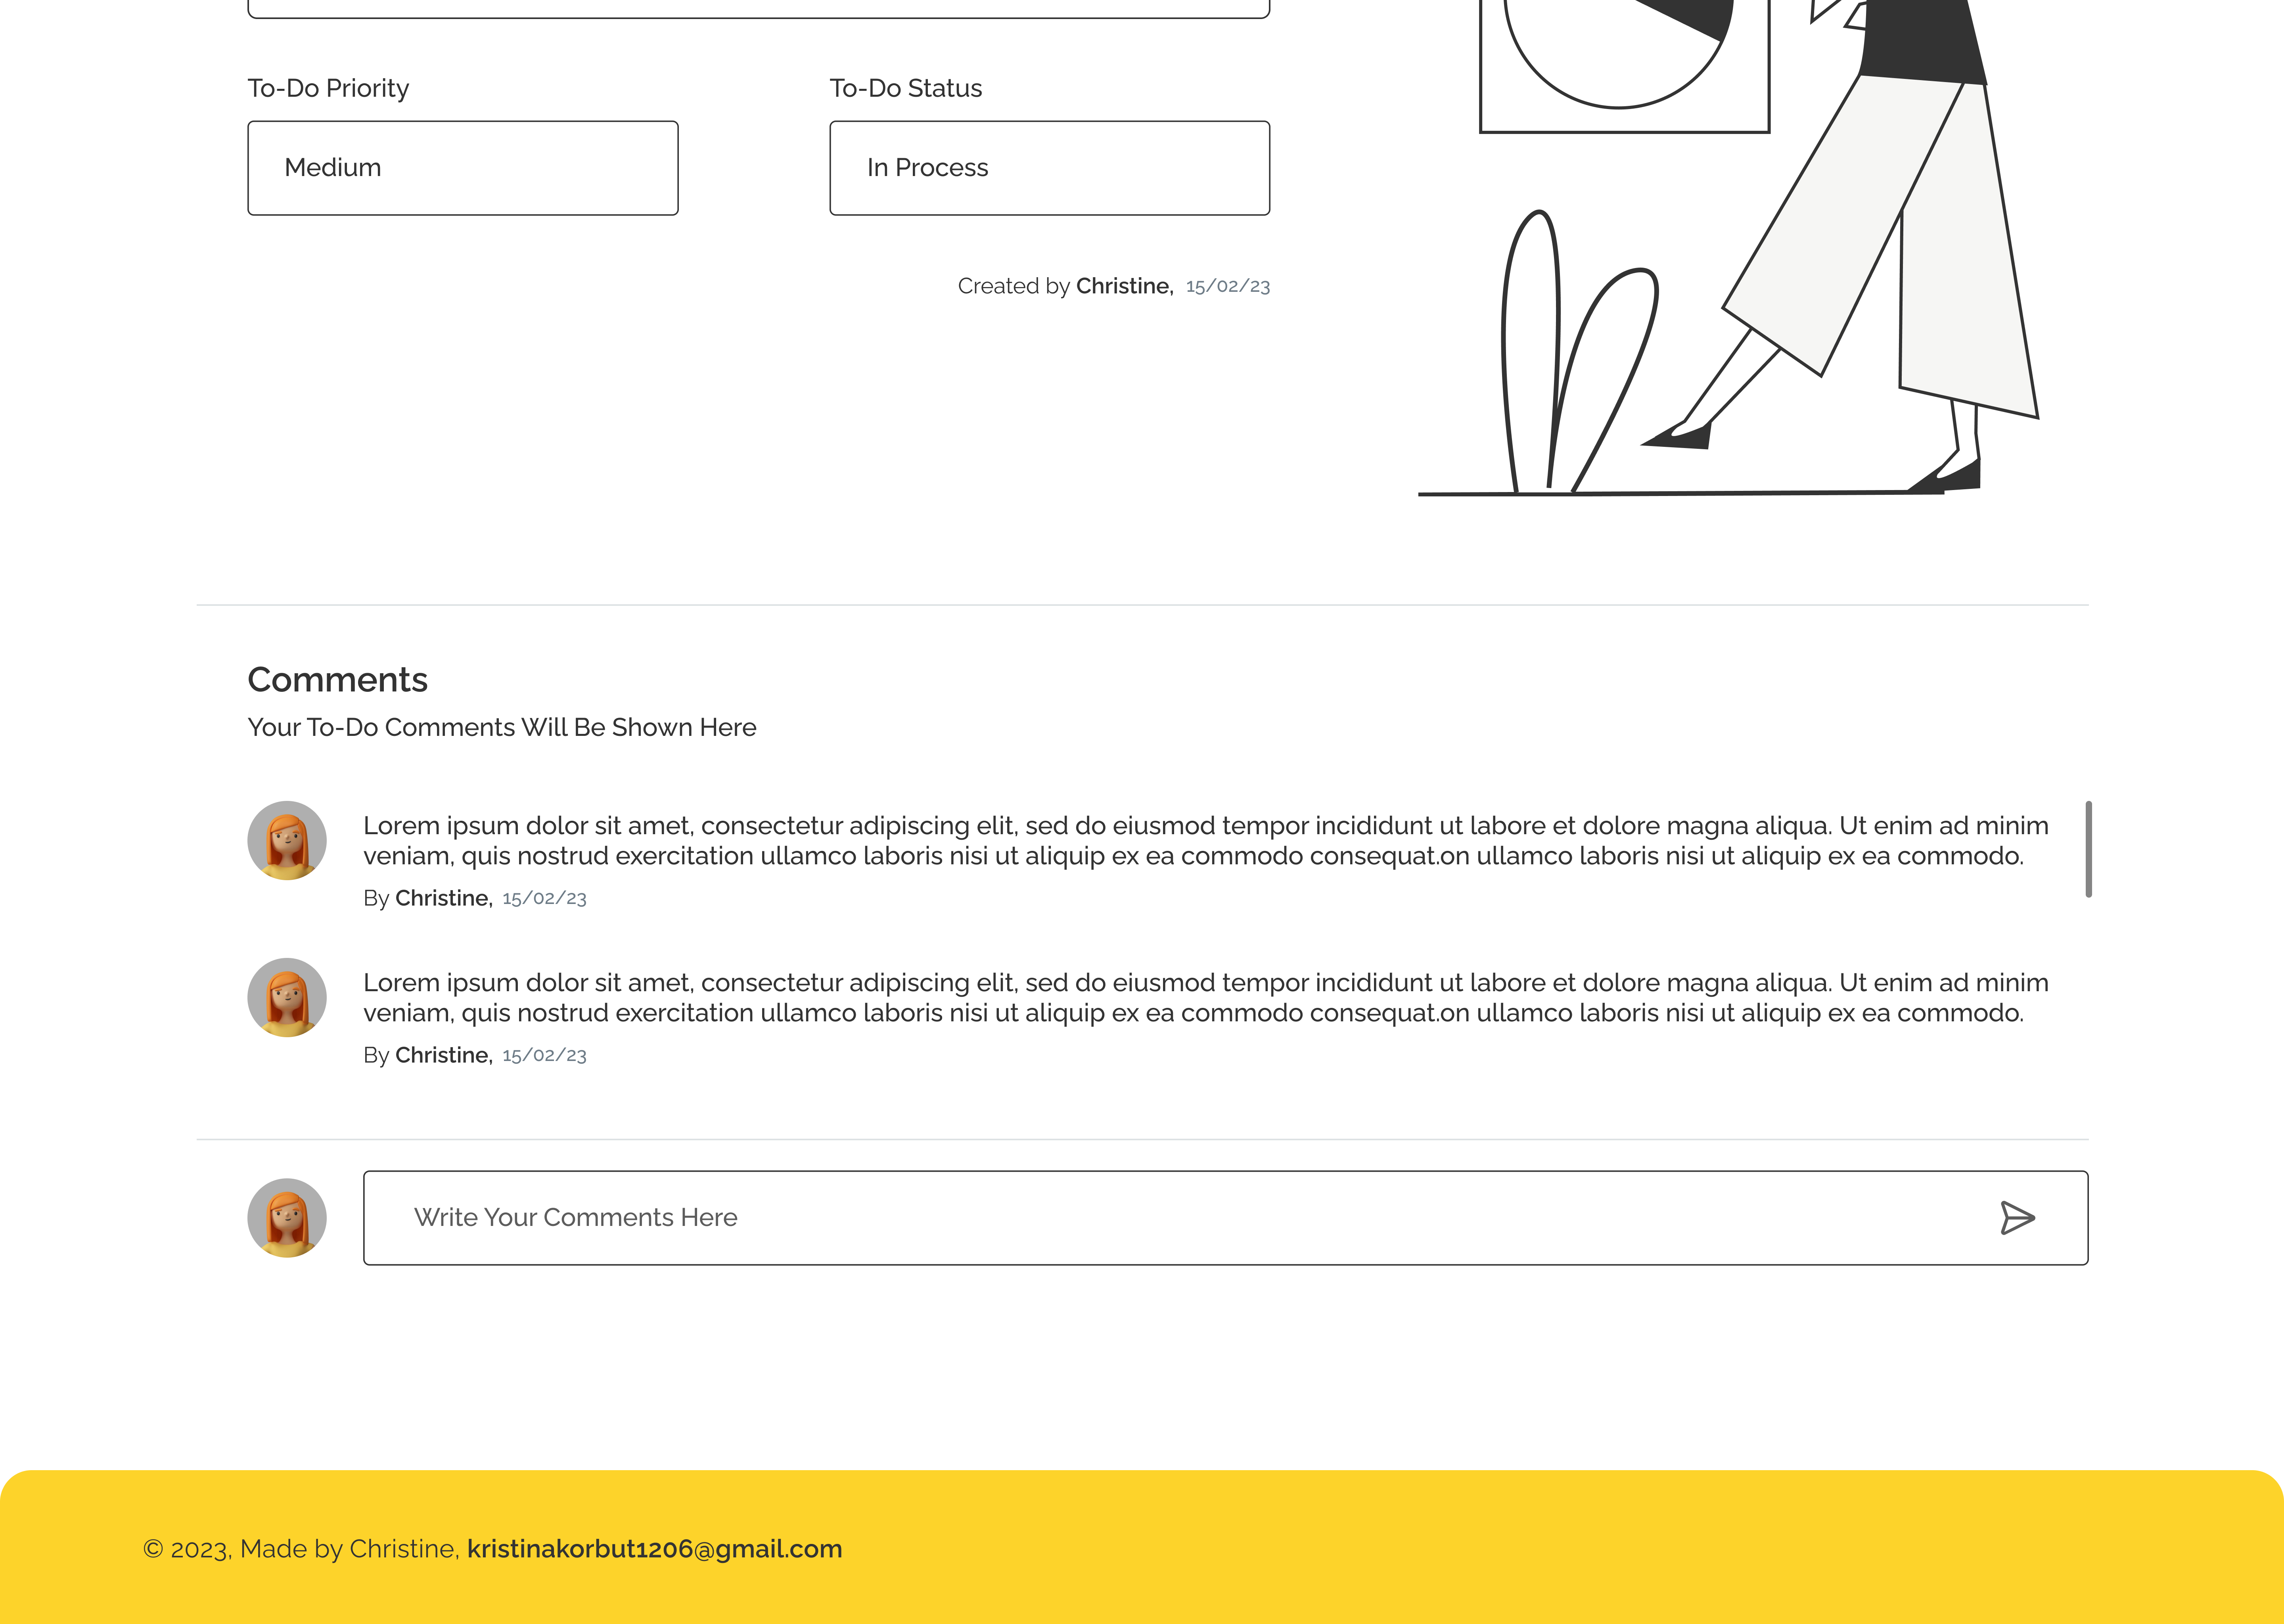 To-Do Priority
To-Do Status
Medium
In Process
Created by Christine, 15/02/23
Comments
Your To-Do Comments Will Be Shown Here
Lorem ipsum dolor sit amet, consectetur adipiscing elit, sed do eiusmod tempor incididunt ut labore et dolore magna aliqua. Ut enim ad minim
veniam, quis nostrud exercitation ullamco laboris nisi ut aliquip ex ea commodo consequat.on ullamco laboris nisi ut aliquip ex ea commodo.
By Christine, 15/02/23
Lorem ipsum dolor sit amet, consectetur adipiscing elit, sed do eiusmod tempor incididunt ut labore et dolore magna aliqua. Ut enim ad minim
veniam, quis nostrud exercitation ullamco laboris nisi ut aliquip ex ea commodo consequat.on ullamco laboris nisi ut aliquip ex ea commodo.
By Christine, 15/02/23
Write Your Comments Here
© 2023, Made by Christine, kristinakorbut1206@gmail.com